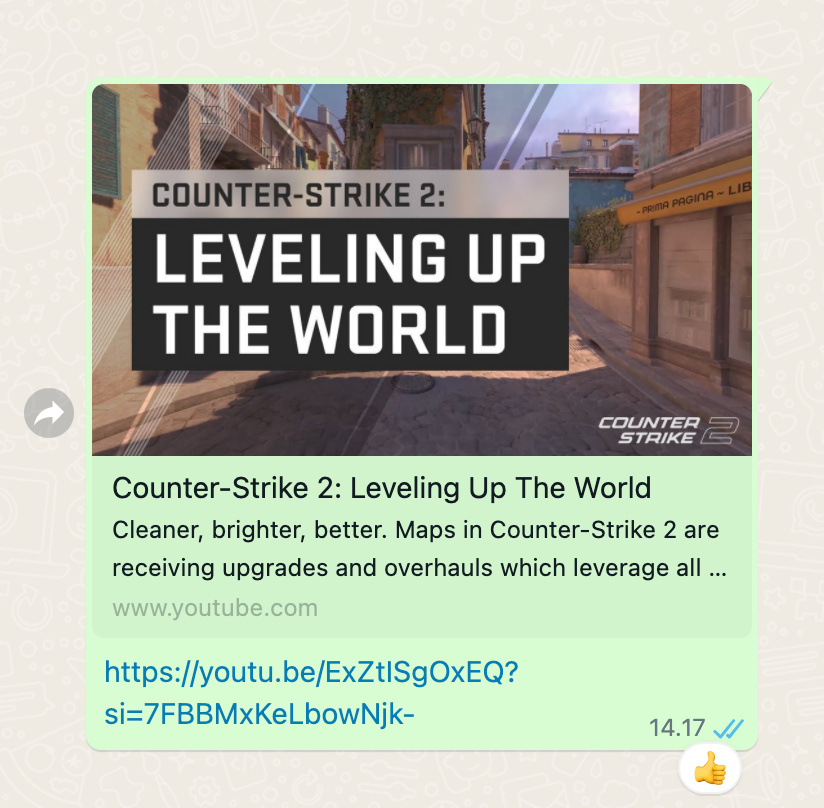 COUNTER-STRIKE 2:
LEVELING UP
THE WORLD
~ PRIMA PAGINA ~ LIB
COUNTER
STRIKE 2
Counter-Strike 2: Leveling Up The World
Cleaner, brighter, better. Maps in Counter-Strike 2 are
receiving upgrades and overhauls which leverage all ...
www.youtube.com
https://youtu.be/ExZtISgOxEQ?
si=7FBBMxKeLbowNjk-
14.17